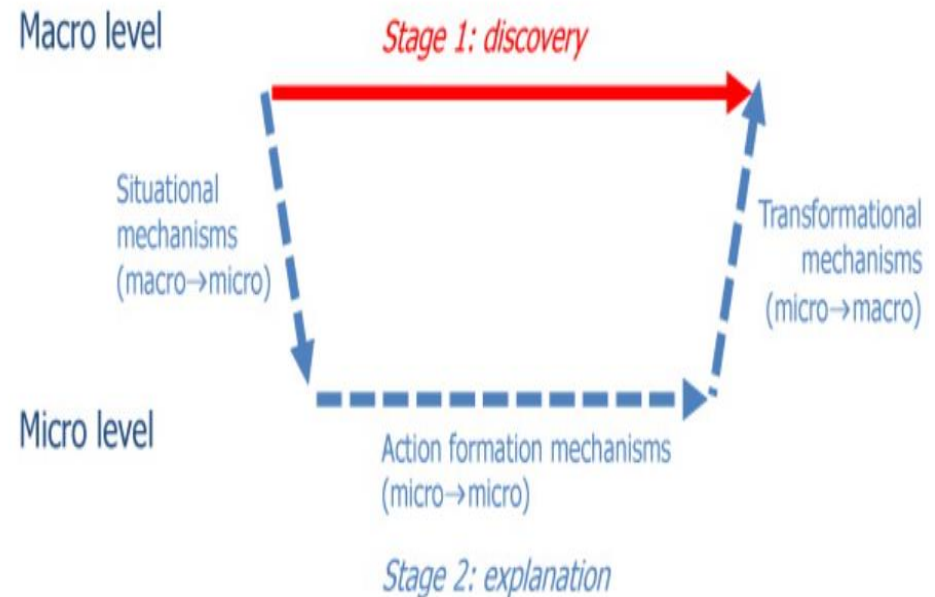 Macro level
Stage 1: discovery
Situational
mechanisms
(macro→micro)
Transformational
mechanisms
(micro→macro)
Micro level
Action formation mechanisms
(micro→micro)
Stage 2: explanation